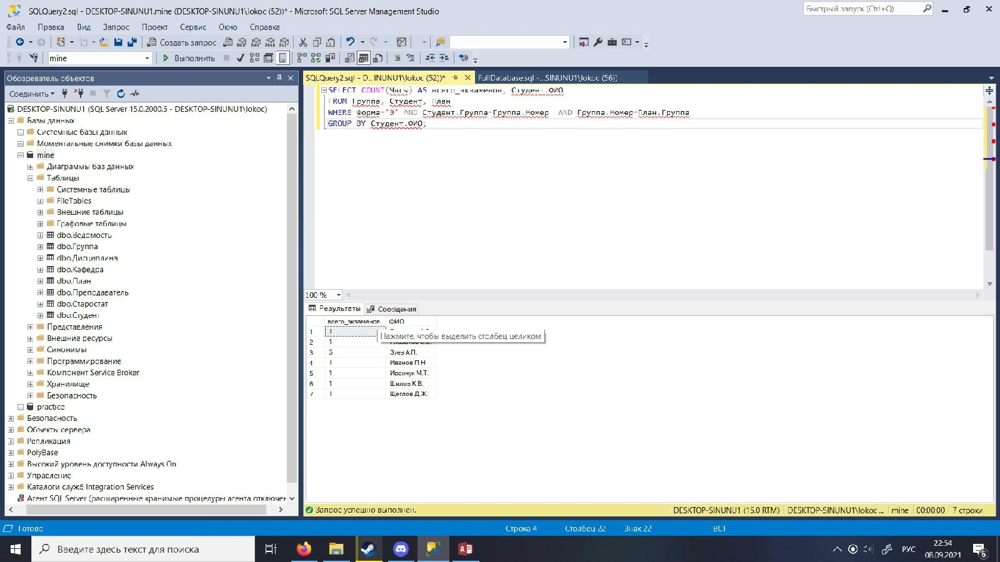 SQLQuery2.sql - DESKTOP-SINUNU1.mine (DESKTOP-SINUNU1\lokoc (52))* - Microsoft SQL Server Management Studio
Быстрый запуск (Ctrl+Q)
Файл Правка Вид Запрос Проект Сервис Окно Справка
Создать запрос
mine
Выполнить
Обозреватель объектов
SQLQuery2.sql - D...INUNU1\lokoc (52))*
FullDatabase.sql -...SINUNU1\lokoc (56))
Соединить
DESKTOP-SINUNU1 (SQL Server 15.0.2000.5 - DESKTOP-SINUNU1\lokoc)
Базы данных
Системные базы данных
Моментальные снимки базы данных
mine
Диаграммы баз данных
Таблицы
Системные таблицы
FileTables
Внешние таблицы
Графовые таблицы
dbo.Ведомость
dbo.Группа
dbo.Дисциплина
dbo.Кафедра
dbo.План
dbo.Преподаватель
dbo.Старостат
dbo.Студент
Представления
Внешние ресурсы
Синонимы
Программирование
Компонент Service Broker
Хранилище
Безопасность
practice
Безопасность
Объекты сервера
Репликация
PolyBase
Высокий уровень доступности Always On
Управление
Каталоги служб Integration Services
Агент SQL Server (расширенные хранимые процедуры агента отключен
SELECT COUNT(Часы) AS всего_экзаменов, Студент.ФИО
FROM Группа, Студент, План
WHERE Форма='Э' AND Студент.Группа=Группа.Номер AND Группа.Номер=План.Группа
GROUP BY Студент.ФИО;
100 %
Результаты Сообщения
всего_экзаменов ФИО
1 1
Нажмите, чтобы выделить столбец целиком
2 1
3 5 Зуев А.П.
4 1 Иванов П.Н.
5 1 Иванчук М.Т.
6 1 Шилов К.В.
7 1 Щеглов Д.Ж.
Запрос успешно выполнен.
DESKTOP-SINUNU1 (15.0 RTM) DESKTOP-SINUNU1\lokoc ... mine 00:00:00 7 строки
Готово
Строка 4 Столбец 22 Знак 22 ВСТ
Введите здесь текст для поиска
РУС
22:54
08.09.2021
6